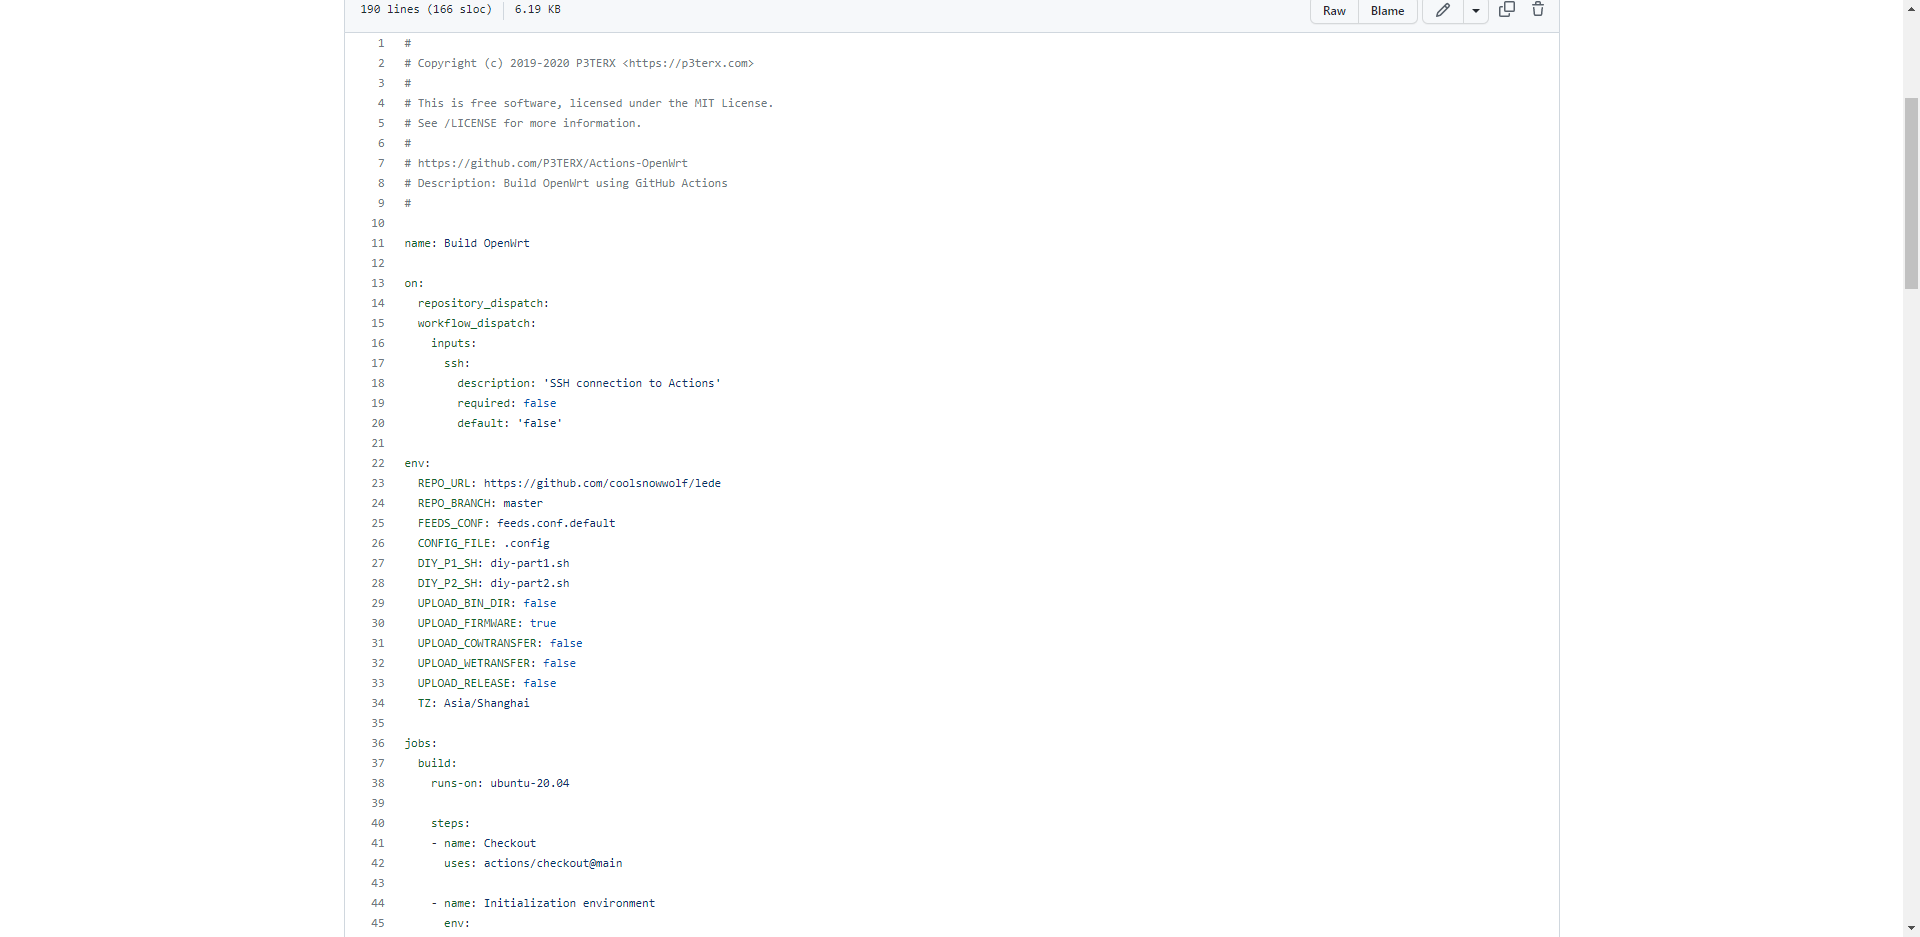 190 lines (166 sloc) 6.19 KB Raw Blame
1 #
2 # Copyright (c) 2019-2020 P3TERX <https://p3terx.com>
3 #
4 # This is free software, licensed under the MIT License.
5 # See /LICENSE for more information.
6 #
7 # https://github.com/P3TERX/Actions-OpenWrt
8 # Description: Build OpenWrt using GitHub Actions
9 #
10
11 name: Build OpenWrt
12
13 on:
14   repository_dispatch:
15   workflow_dispatch:
16     inputs:
17       ssh:
18         description: 'SSH connection to Actions'
19         required: false
20         default: 'false'
21
22 env:
23   REPO_URL: https://github.com/coolsnowwolf/lede
24   REPO_BRANCH: master
25   FEEDS_CONF: feeds.conf.default
26   CONFIG_FILE: .config
27   DIY_P1_SH: diy-part1.sh
28   DIY_P2_SH: diy-part2.sh
29   UPLOAD_BIN_DIR: false
30   UPLOAD_FIRMWARE: true
31   UPLOAD_COWTRANSFER: false
32   UPLOAD_WETRANSFER: false
33   UPLOAD_RELEASE: false
34   TZ: Asia/Shanghai
35
36 jobs:
37   build:
38     runs-on: ubuntu-20.04
39
40     steps:
41     - name: Checkout
42       uses: actions/checkout@main
43
44     - name: Initialization environment
45       env: